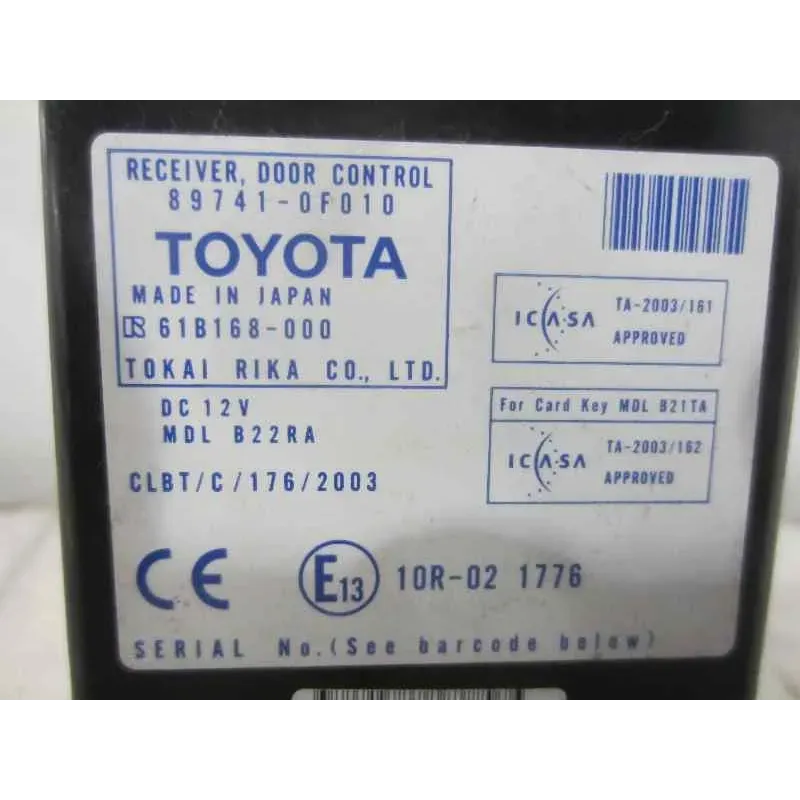 RECEIVER, DOOR CONTROL
89741-0F010
TOYOTA
MADE IN JAPAN
R 61B168-000
TOKAI RIKA CO., LTD.
DC 12V
MDL B22RA
CLBT/C/176/2003
ICASA TA-2003/161
APPROVED
For Card Key MDL B21TA
ICASA TA-2003/162
APPROVED
CE E13 10R-02 1776
SERIAL No.(See barcode below)